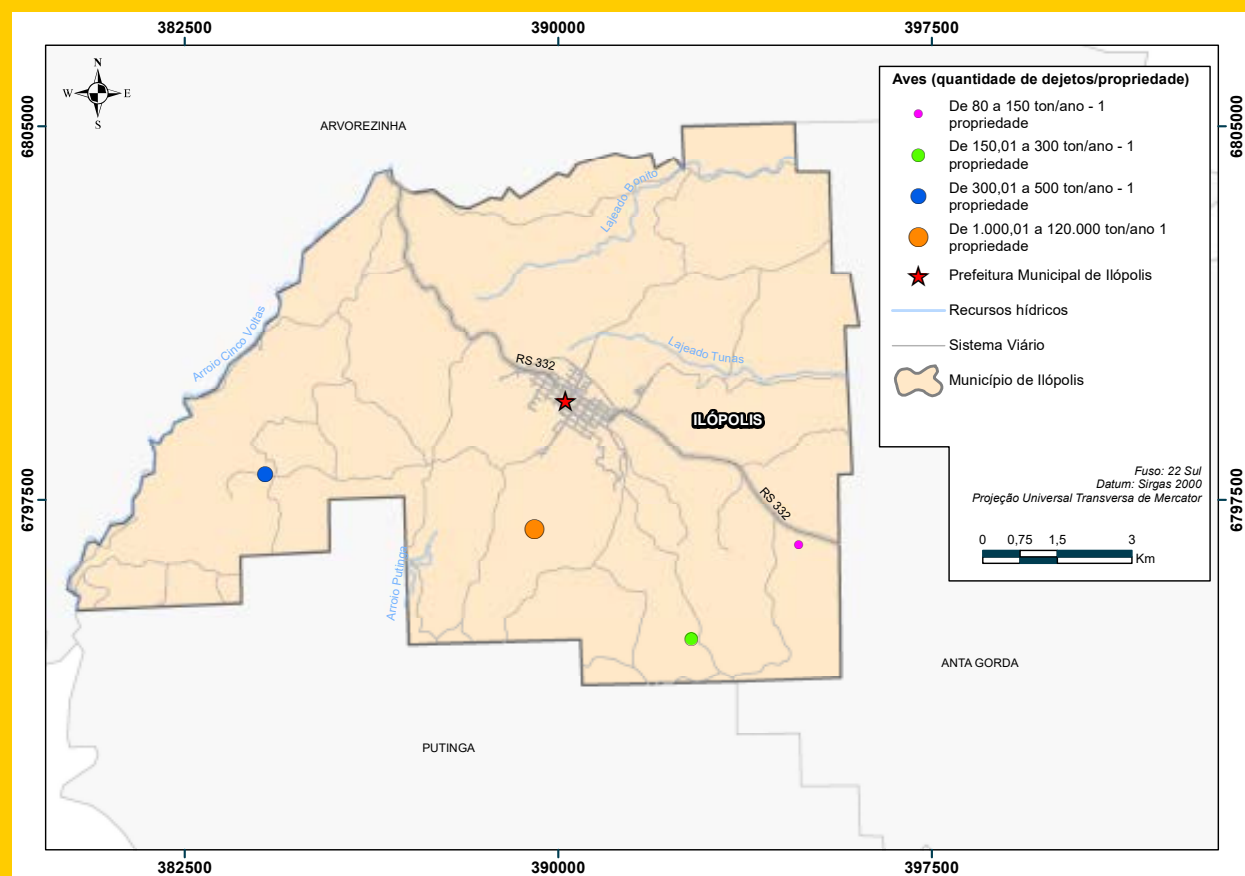 382500
390000
397500
N
W
E
S
6805000
6805000
ARVOREZINHA
Aves (quantidade de dejetos/propriedade)
De 80 a 150 ton/ano - 1
propriedade
De 150,01 a 300 ton/ano - 1
propriedade
De 300,01 a 500 ton/ano - 1
propriedade
De 1.000,01 a 120.000 ton/ano 1
propriedade
Prefeitura Municipal de Ilópolis
Recursos hídricos
Sistema Viário
Município de Ilópolis
Lajeado Bonito
Arroio Cinco Voltas
RS 332
Lajeado Tunas
ILÓPOLIS
6797500
6797500
RS 332
Arroio Putinga
Fuso: 22 Sul
Datum: Sirgas 2000
Projeção Universal Transversa de Mercator
0 0,75 1,5 3
Km
ANTA GORDA
PUTINGA
382500
390000
397500